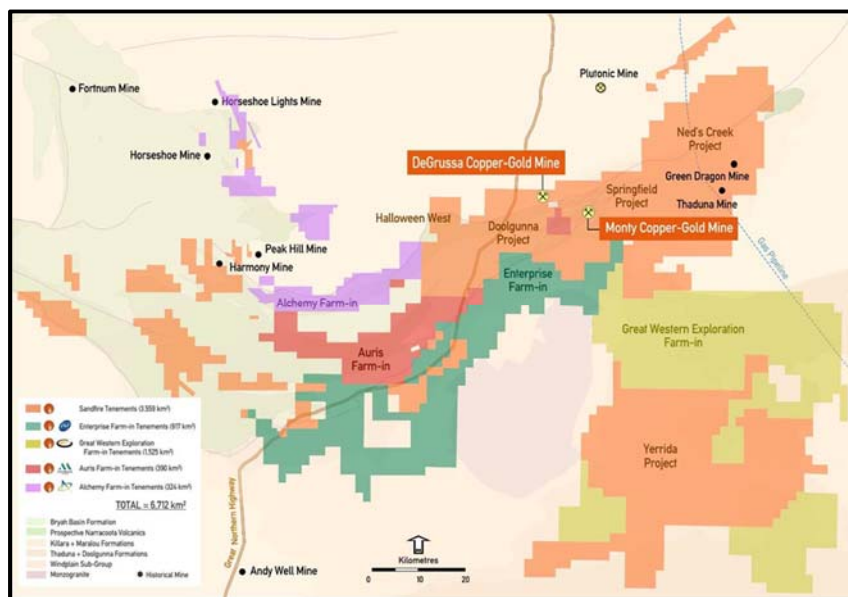 Fortnum Mine
Horseshoe Lights Mine
Plutonic Mine
Horseshoe Mine
DeGrussa Copper-Gold Mine
Ned's Creek
Project
Green Dragon Mine
Thaduna Mine
Springfield
Project
Halloween West
Doolgunna
Project
Monty Copper-Gold Mine
Peak Hill Mine
Harmony Mine
Enterprise
Farm-in
Gas Pipeline
Alchemy Farm-in
Great Western Exploration
Farm-in
Auris
Farm-in
Yerrida
Project
Great Northern Highway
Andy Well Mine
Kilometres
0 10 20
Sandfire Tenements (3,559 km²)
Enterprise Farm-in Tenements (917 km²)
Great Western Exploration
Farm-in Tenements (1,525 km²)
Auris Farm-in Tenements (390 km²)
Alchemy Farm-in Tenements (324 km²)
TOTAL = 6,712 km²
Bryah Basin Formation
Prospective Narracoota Volcanics
Killara + Maralou Formations
Thaduna + Doolgunna Formations
Windplain Sub-Group
Monzogranite
Historical Mine